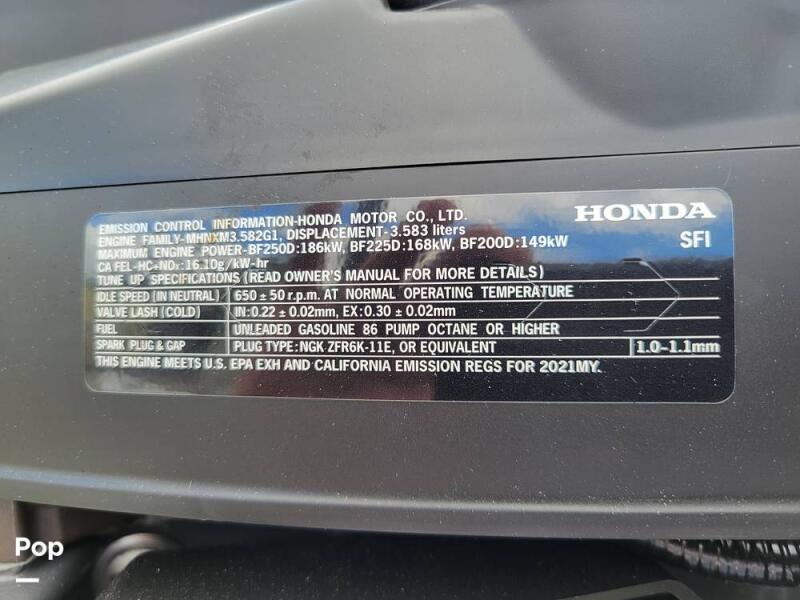 EMISSION CONTROL INFORMATION-HONDA MOTOR CO., LTD.
HONDA
ENGINE FAMILY-MHNXM3.582G1, DISPLACEMENT-3.583 liters
MAXIMUM ENGINE POWER-BF250D:186kW, BF225D:168kW, BF200D:149kW
SFI
CA FEL-HC+NOx:16.10g/kW-hr
TUNE UP SPECIFICATIONS (READ OWNER'S MANUAL FOR MORE DETAILS)
IDLE SPEED (IN NEUTRAL) 650 ± 50 r.p.m. AT NORMAL OPERATING TEMPERATURE
VALVE LASH (COLD) IN:0.22 ± 0.02mm, EX:0.30 ± 0.02mm
FUEL UNLEADED GASOLINE 86 PUMP OCTANE OR HIGHER
SPARK PLUG & GAP PLUG TYPE:NGK ZFR6K-11E, OR EQUIVALENT 1.0-1.1mm
THIS ENGINE MEETS U.S. EPA EXH AND CALIFORNIA EMISSION REGS FOR 2021MY.
Pop